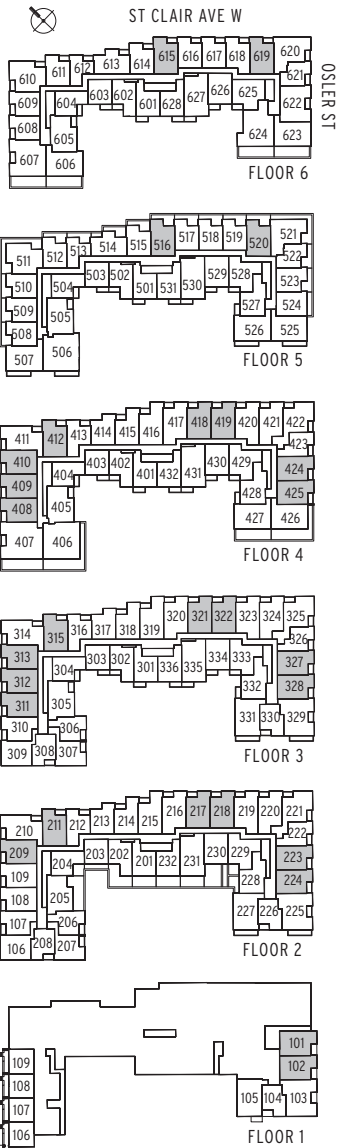 ST CLAIR AVE W
OSLER ST
610 611 612 613 614 615 616 617 618 619 620
621
609 604 603 602 601 628 627 626 625 622
608 605 624 623
607 606
FLOOR 6
511 512 513 514 515 516 517 518 519 520 521
522
510 504 503 502 501 531 530 529 528 523
509 505 527 524
508 526 525
507 506
FLOOR 5
411 412 413 414 415 416 417 418 419 420 421 422
423
410 404 403 402 401 432 431 430 429 424
409 405 428 425
408 427 426
407 406
FLOOR 4
314 315 316 317 318 319 320 321 322 323 324 325
326
313 304 303 302 301 336 335 334 333 327
312 305 332 328
311 306 331 330 329
310
309 308 307
FLOOR 3
210 211 212 213 214 215 216 217 218 219 220 221
222
209 204 203 202 201 232 231 230 229 223
109 205 228 224
108 206 227 226 225
107
106 208 207
FLOOR 2
101
109 102
108 105 104 103
107
106
FLOOR 1